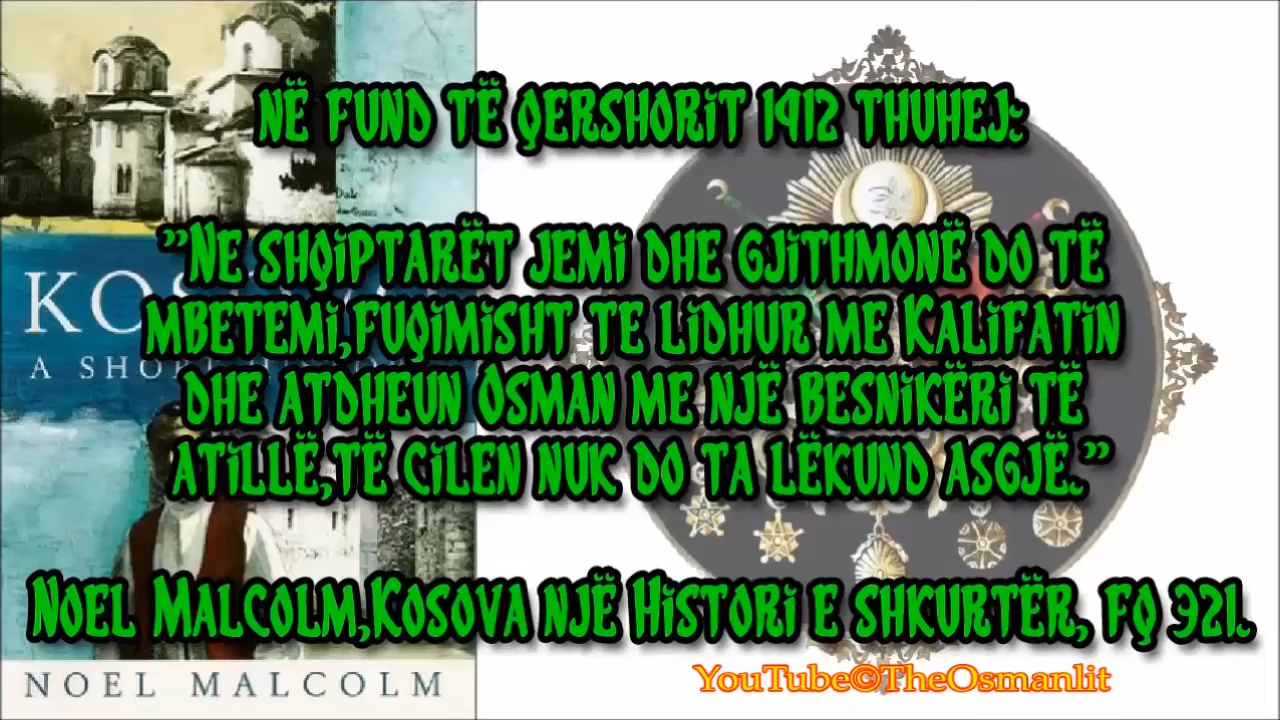 Në fund të qershorit 1912 thuhej:
"Ne shqiptarët jemi dhe gjithmonë do të
mbetemi,fuqimisht te lidhur me Kalifatin
dhe atdheun Osman me një besnikëri të
atillë,të cilen nuk do ta lëkund asgjë."
KOS
A SHORT
Noel Malcolm,Kosova një Histori e shkurtër, fq 321.
NOEL MALCOLM
YouTube©TheOsmanlit